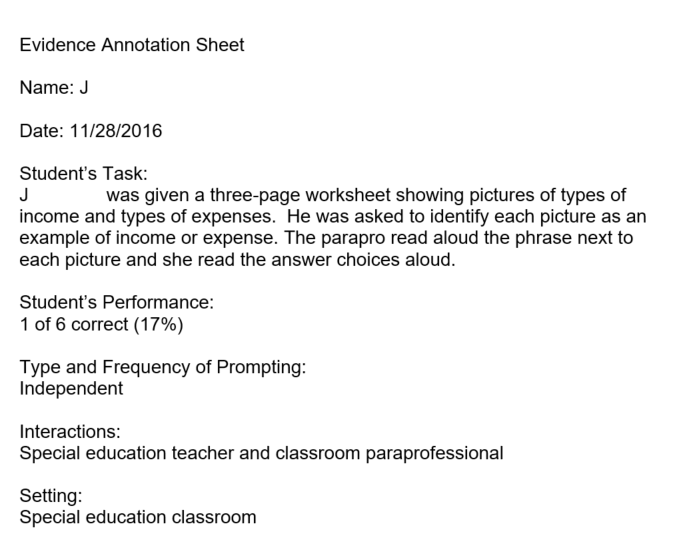 Evidence Annotation Sheet
Name: J
Date: 11/28/2016
Student’s Task:
J was given a three-page worksheet showing pictures of types of
income and types of expenses.  He was asked to identify each picture as an
example of income or expense. The parapro read aloud the phrase next to
each picture and she read the answer choices aloud.
Student’s Performance:
1 of 6 correct (17%)
Type and Frequency of Prompting:
Independent
Interactions:
Special education teacher and classroom paraprofessional
Setting:
Special education classroom